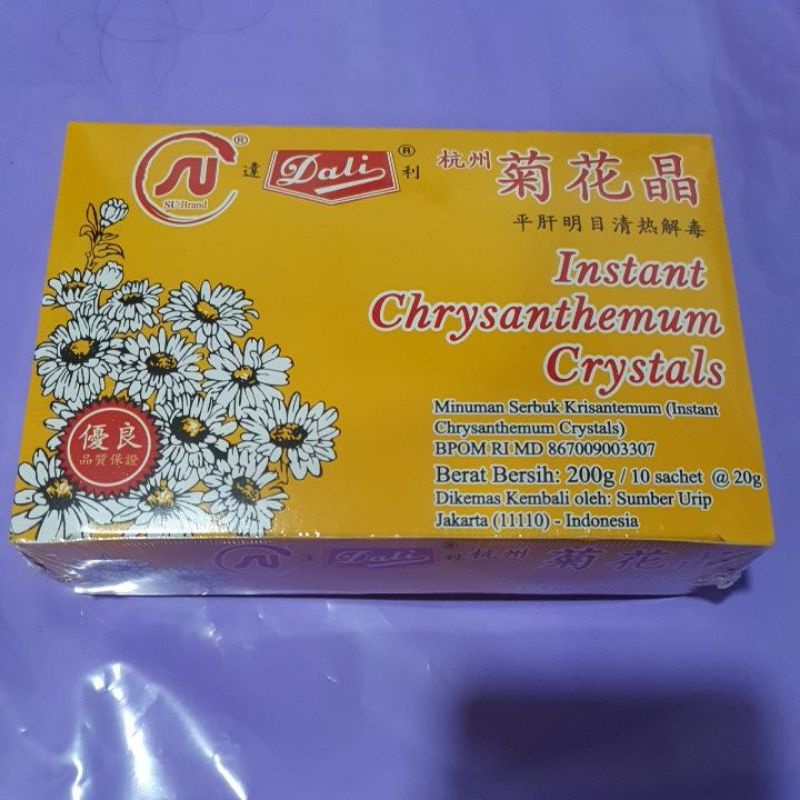 SU Brand
®
達 Dali ® 利
杭州 菊花晶
平肝明目清热解毒
Instant
Chrysanthemum
Crystals
Minuman Serbuk Krisantemum (Instant
Chrysanthemum Crystals)
BPOM RI MD 867009003307
Berat Bersih: 200g / 10 sachet @ 20g
Dikemas Kembali oleh: Sumber Urip
Jakarta (11110) - Indonesia
優良
品質保證
達 Dali ® 利 杭州 菊花晶